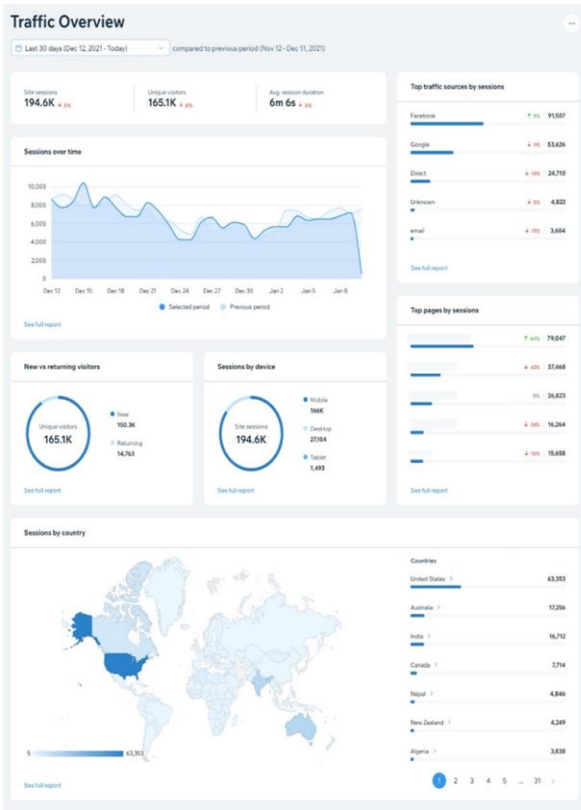 Traffic Overview
Last 30 days (Dec 12, 2021 - Today)
compared to previous period (Nov 12 - Dec 11, 2021)
Site sessions
194.6K
Unique visitors
165.1K
Avg. session duration
6m 6s
Sessions over time
10,000
8,000
6,000
4,000
2,000
0
Dec 12 Dec 15 Dec 18 Dec 21 Dec 24 Dec 27 Dec 30 Jan 2 Jan 5 Jan 8
Selected period Previous period
See full report
Top traffic sources by sessions
Facebook 91,507
Google 53,626
Direct 24,710
Unknown 4,822
email 3,604
See full report
Top pages by sessions
79,047
37,468
0% 26,823
16,264
15,658
See full report
New vs returning visitors
Unique visitors
165.1K
New
150.3K
Returning
14,763
See full report
Sessions by device
Site sessions
194.6K
Mobile
166K
Desktop
27,104
Tablet
1,493
See full report
Sessions by country
5 63,353
See full report
Countries
United States 63,353
Australia 17,256
India 16,712
Canada 7,714
Nepal 4,846
New Zealand 4,249
Algeria 3,838
1 2 3 4 5 ... 31